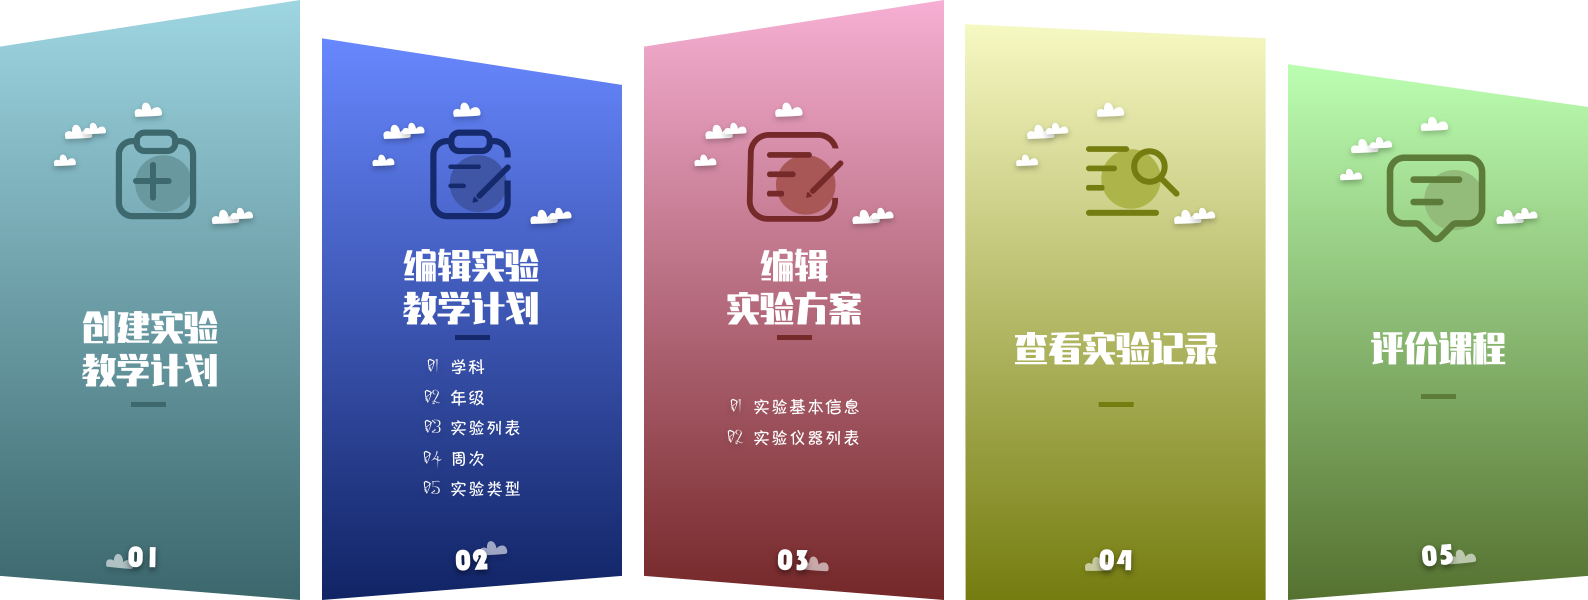 创建实验
教学计划
01
编辑实验
教学计划
01 学科
02 年级
03 实验列表
04 周次
05 实验类型
02
编辑
实验方案
01 实验基本信息
02 实验仪器列表
03
查看实验记录
04
评价课程
05